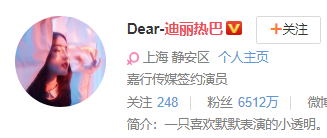 Dear-迪丽热巴 +关注
上海 静安区 个人主页
嘉行传媒签约演员
关注 248 | 粉丝 6512万 | 微博
简介：一只喜欢默默表演的小透明。